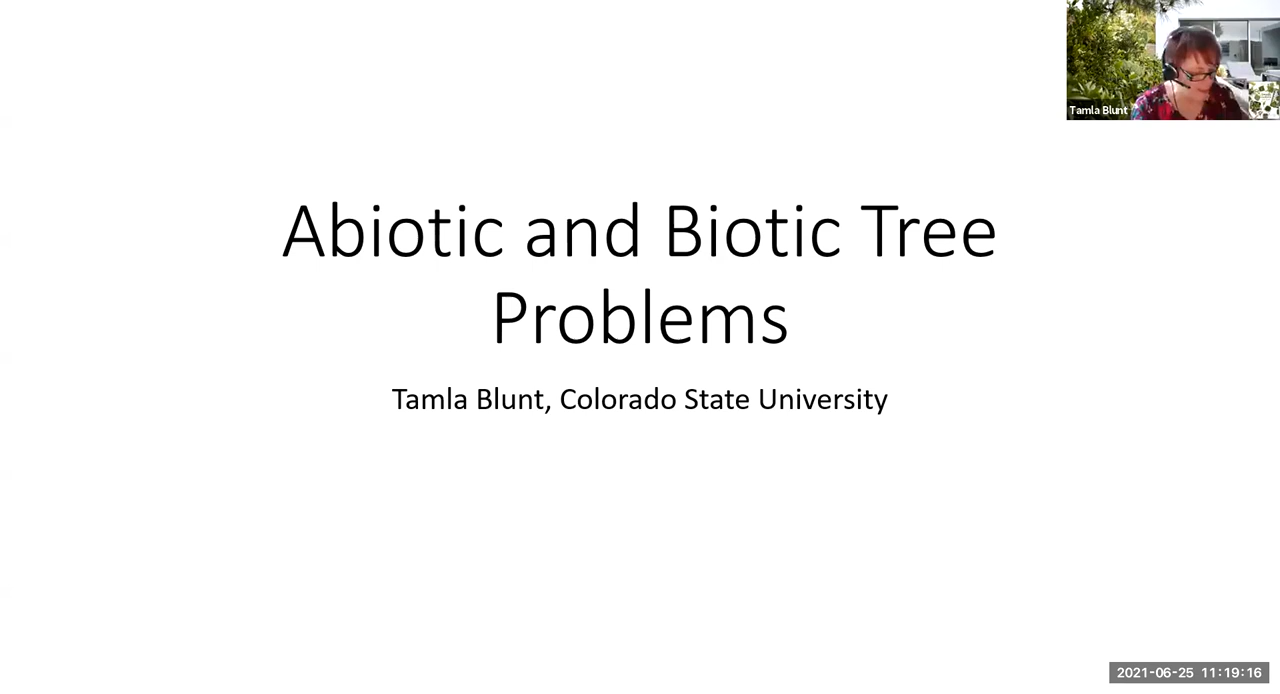 Tamla Blunt
Abiotic and Biotic Tree
Problems
Tamla Blunt, Colorado State University
2021-06-25 11:19:16